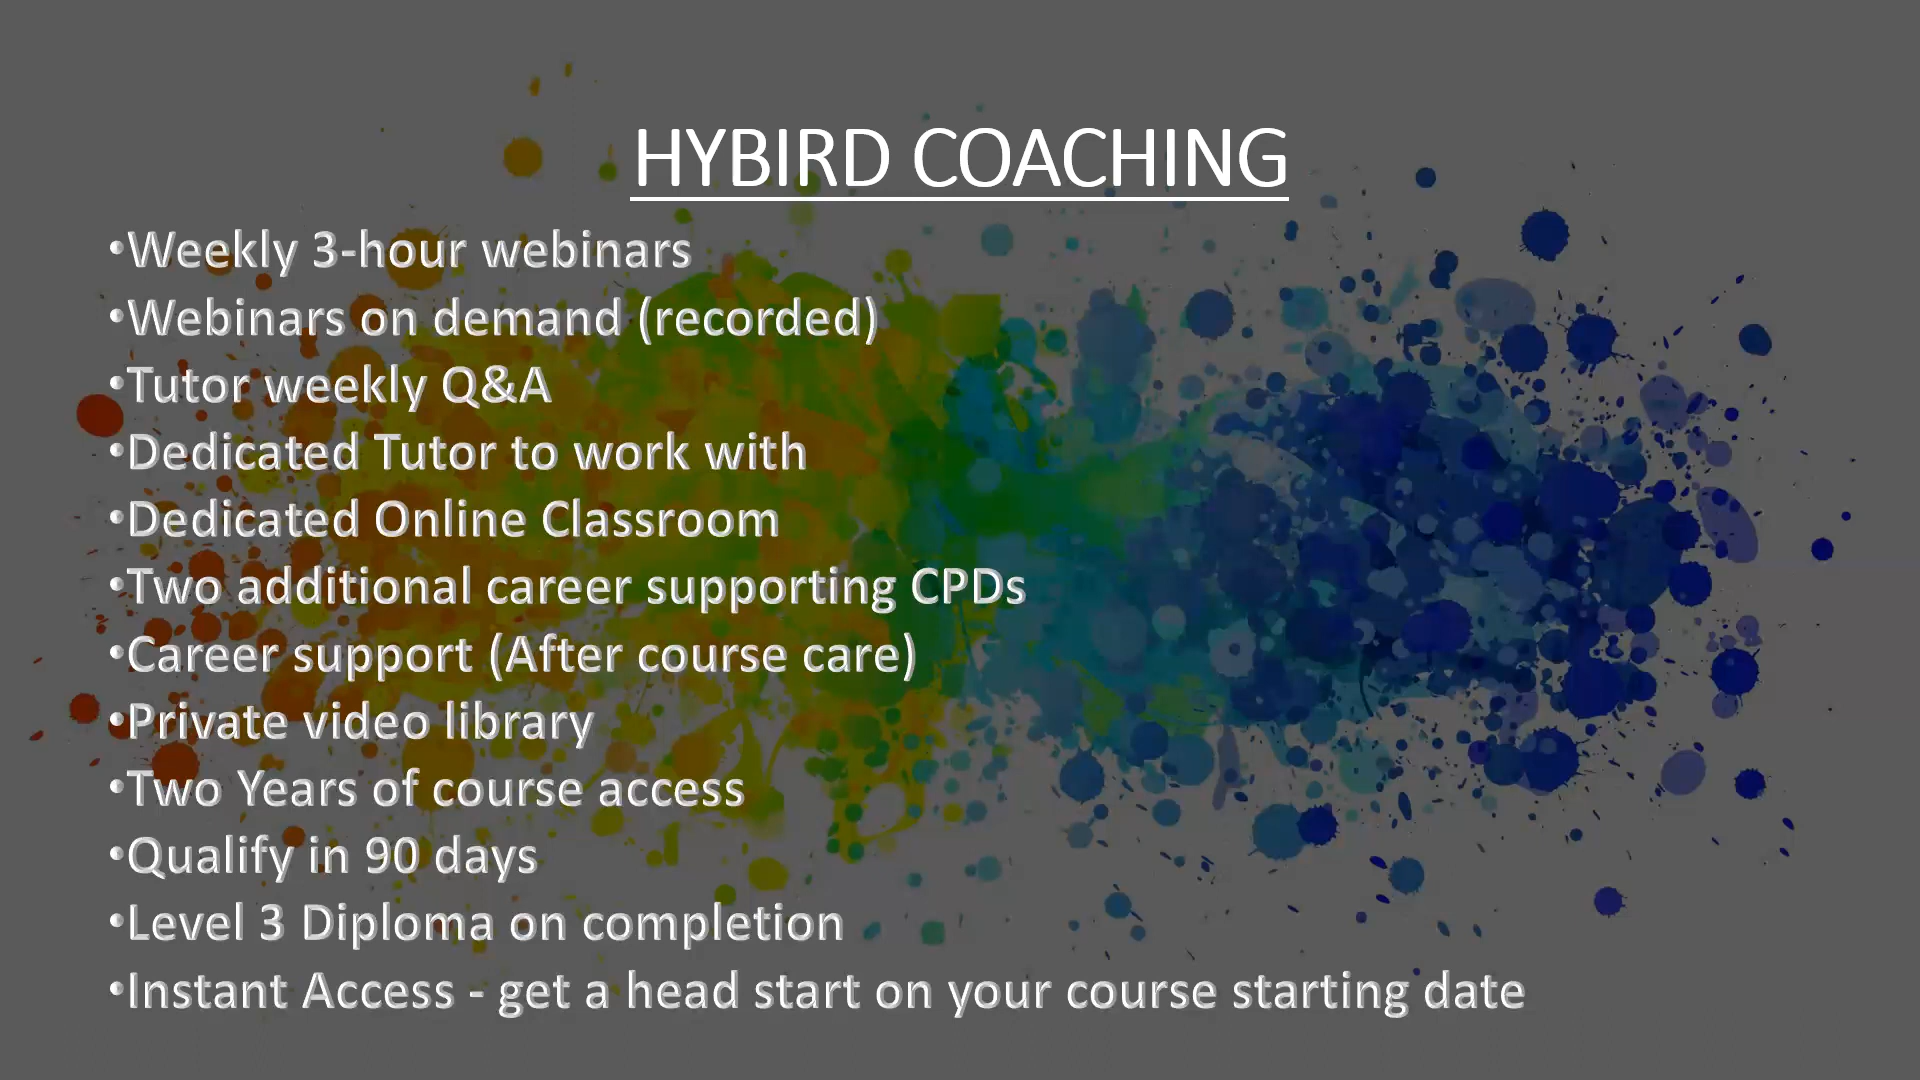 HYBIRD COACHING
•Weekly 3-hour webinars
•Webinars on demand (recorded)
•Tutor weekly Q&A
•Dedicated Tutor to work with
•Dedicated Online Classroom
•Two additional career supporting CPDs
•Career support (After course care)
•Private video library
•Two Years of course access
•Qualify in 90 days
•Level 3 Diploma on completion
•Instant Access - get a head start on your course starting date